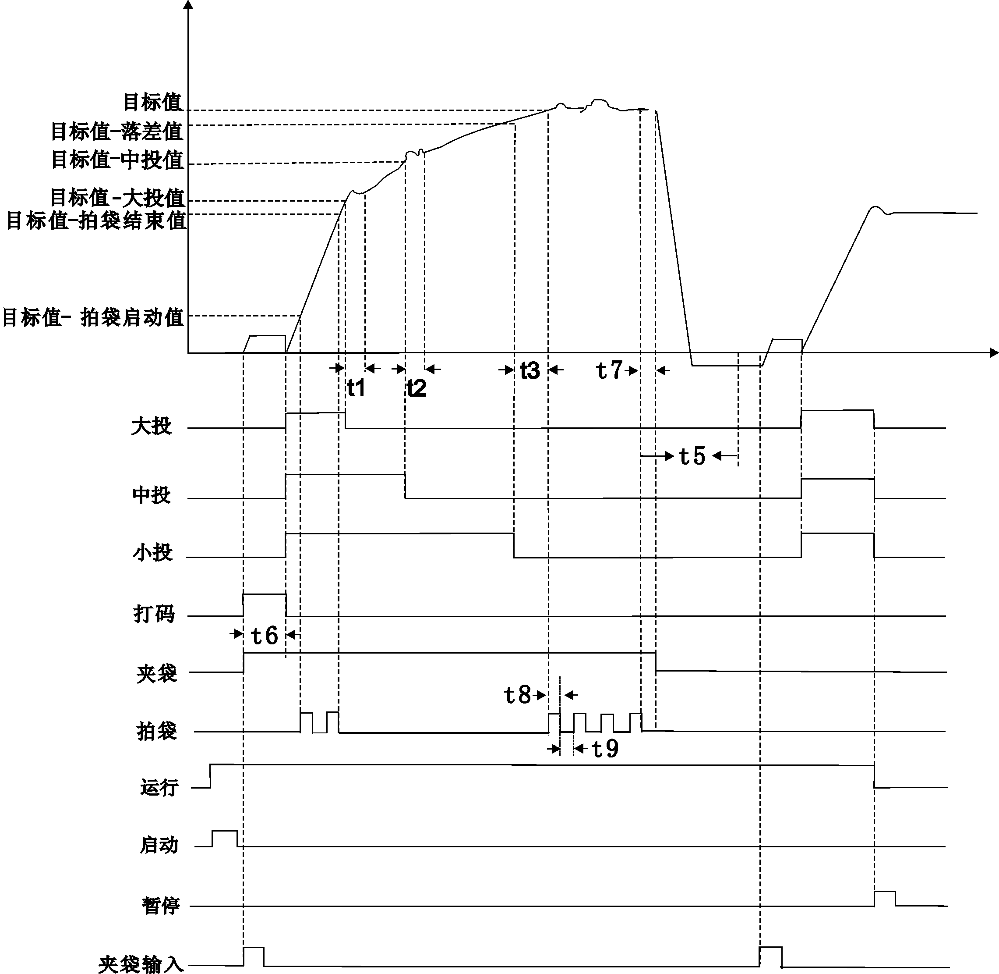 目标值
目标值-落差值
目标值-中投值
目标值-大投值
目标值-拍袋结束值
目标值- 拍袋启动值
t1
t2
t3
t7
大投
t5
中投
小投
打码
t6
夹袋
t8
拍袋
t9
运行
启动
暂停
夹袋输入